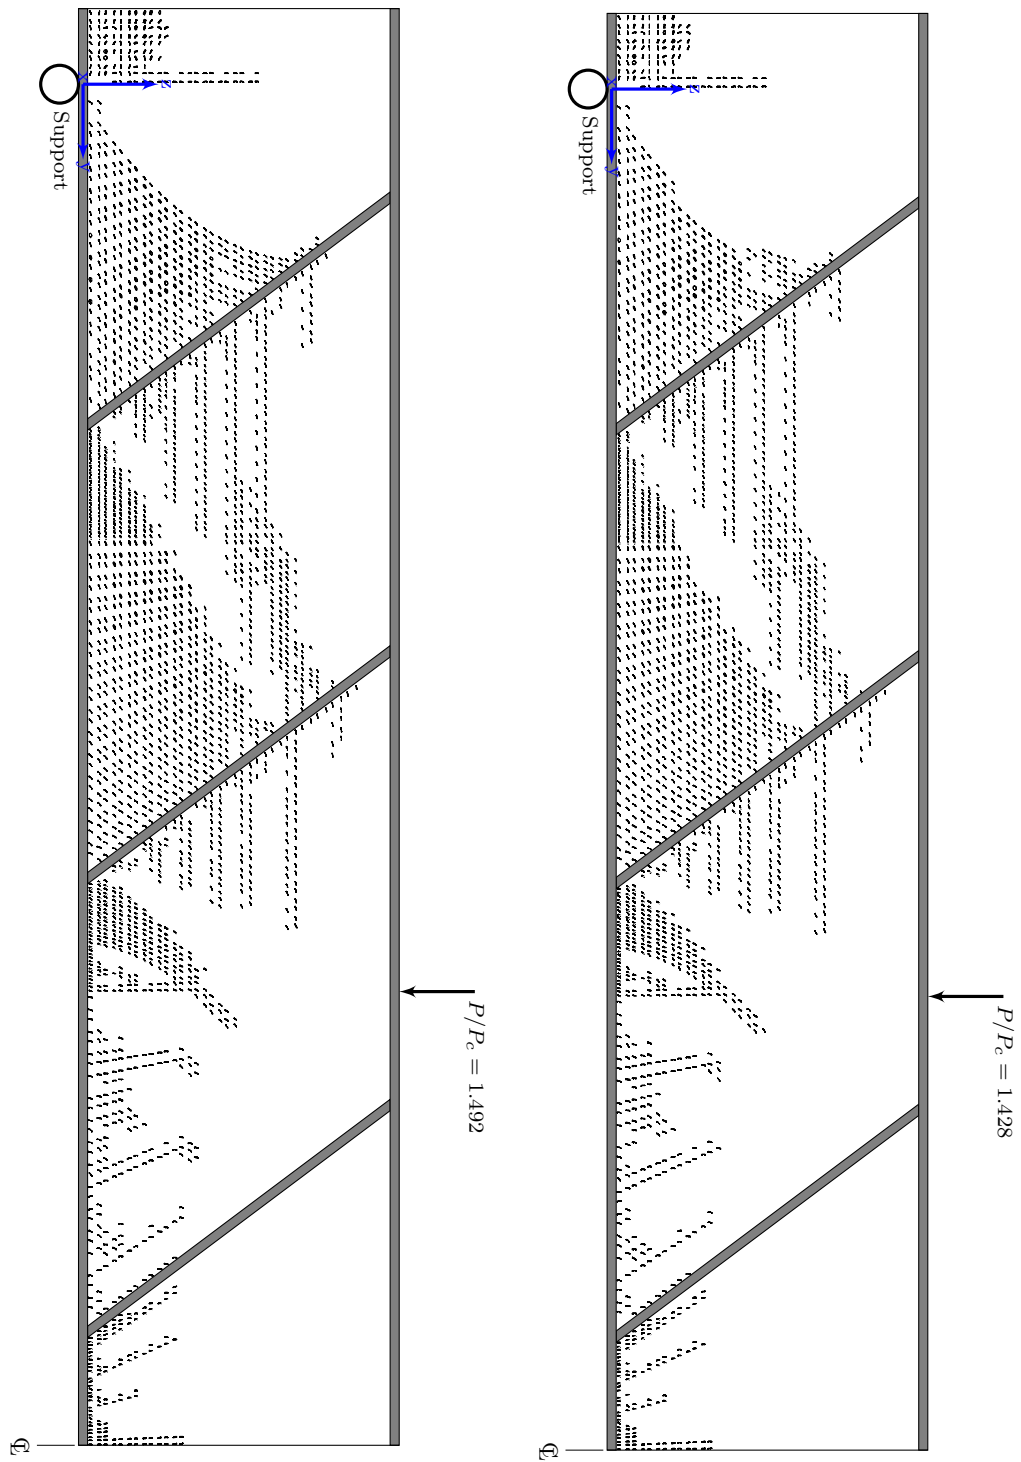 P/P_c = 1.428
z
x y
Support
℄
P/P_c = 1.492
z
x y
Support
℄